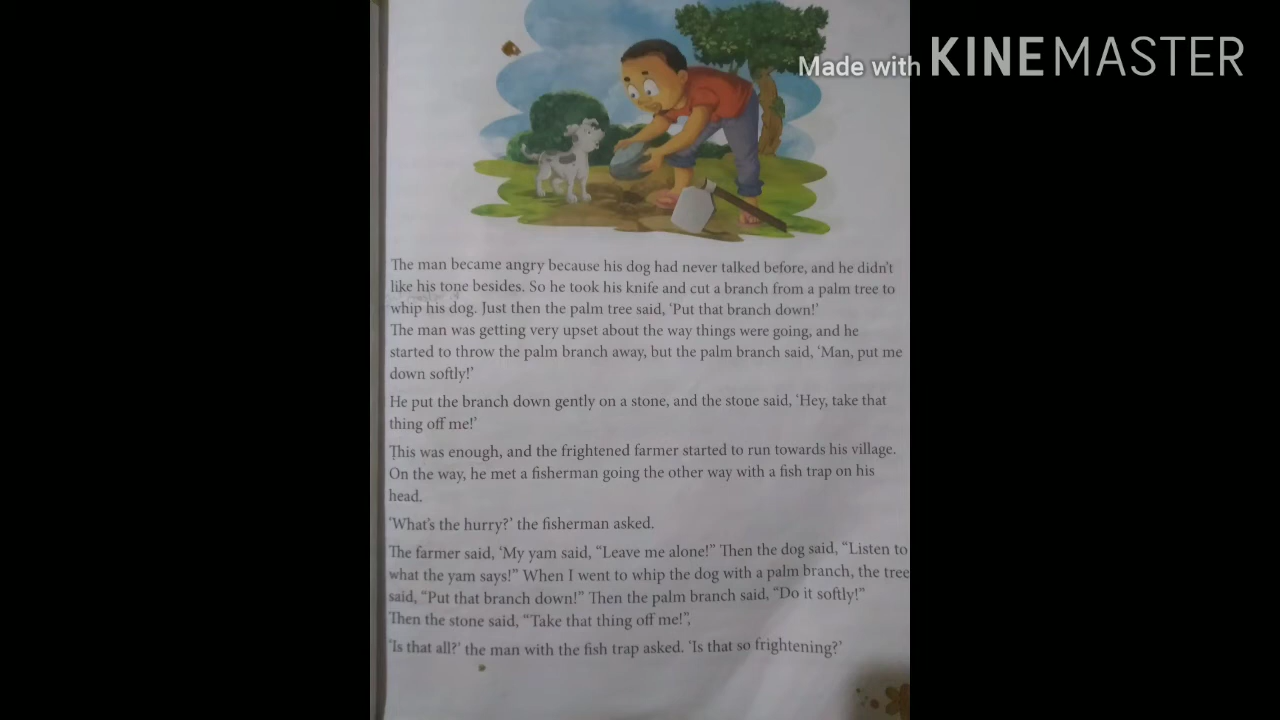 Made with KINEMASTER
The man became angry because his dog had never talked before, and he didn't
like his tone besides. So he took his knife and cut a branch from a palm tree to
whip his dog. Just then the palm tree said, 'Put that branch down!'
The man was getting very upset about the way things were going, and he
started to throw the palm branch away, but the palm branch said, 'Man, put me
down softly!'
He put the branch down gently on a stone, and the stone said, 'Hey, take that
thing off me!'
This was enough, and the frightened farmer started to run towards his village.
On the way, he met a fisherman going the other way with a fish trap on his
head.
'What's the hurry?' the fisherman asked.
The farmer said, 'My yam said, “Leave me alone!” Then the dog said, “Listen to
what the yam says!” When I went to whip the dog with a palm branch, the tree
said, “Put that branch down!” Then the palm branch said, “Do it softly!”
Then the stone said, “Take that thing off me!”,
'Is that all?' the man with the fish trap asked. 'Is that so frightening?'